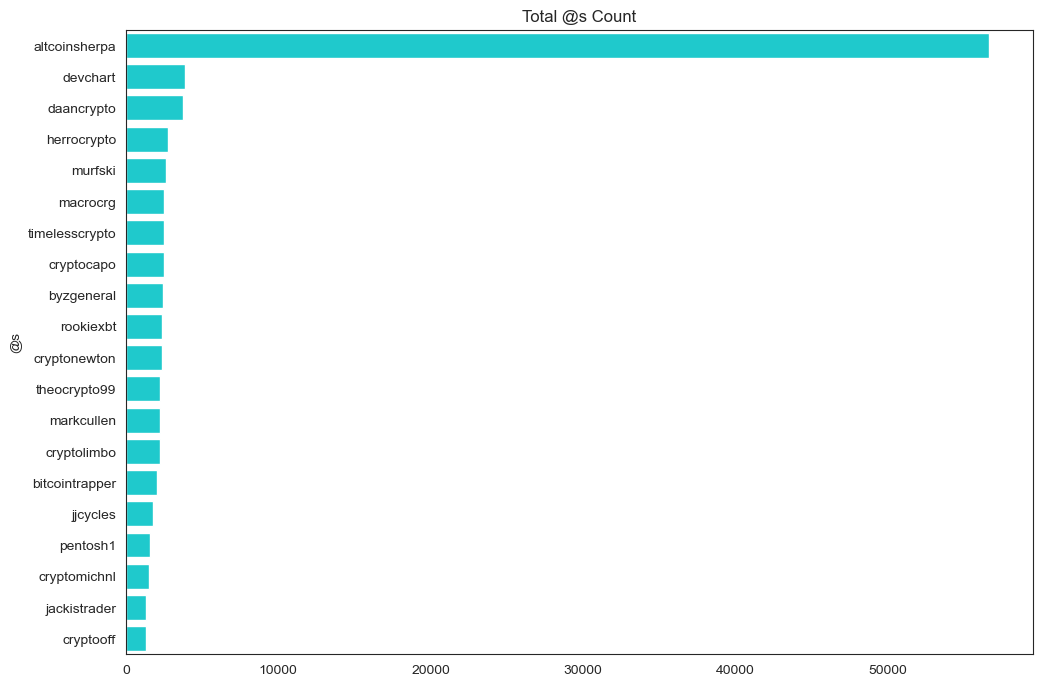 Total @s Count
altcoinsherpa
devchart
daancrypto
herrocrypto
murfski
macrocrg
timelesscrypto
cryptocapo
byzgeneral
rookiexbt
cryptonewton
theocrypto99
markcullen
cryptolimbo
bitcointrapper
jjcycles
pentosh1
cryptomichnl
jackistrader
cryptooff
@s
0 10000 20000 30000 40000 50000